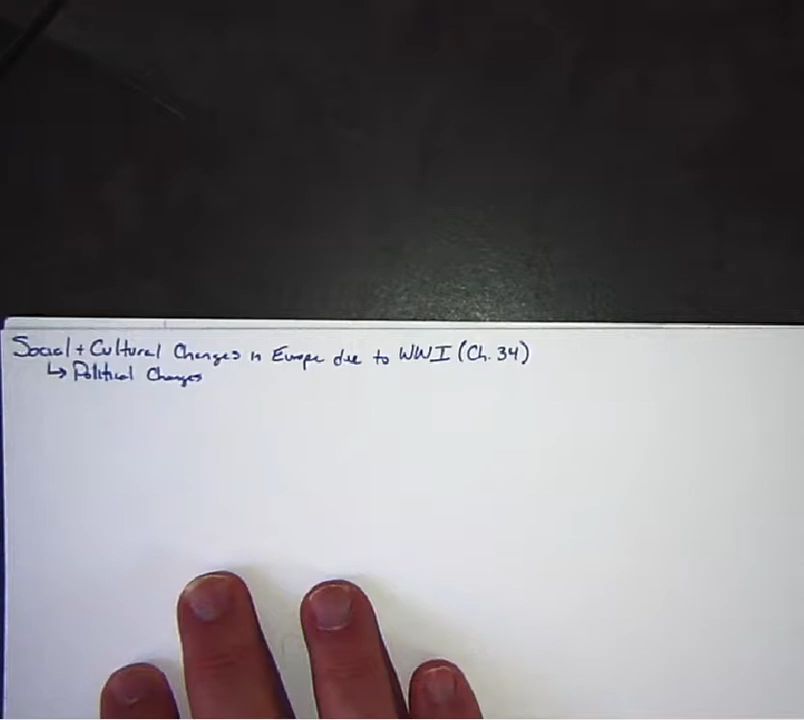 Social + Cultural Changes in Europe due to WWI (Ch. 34)
↳ Political Changes